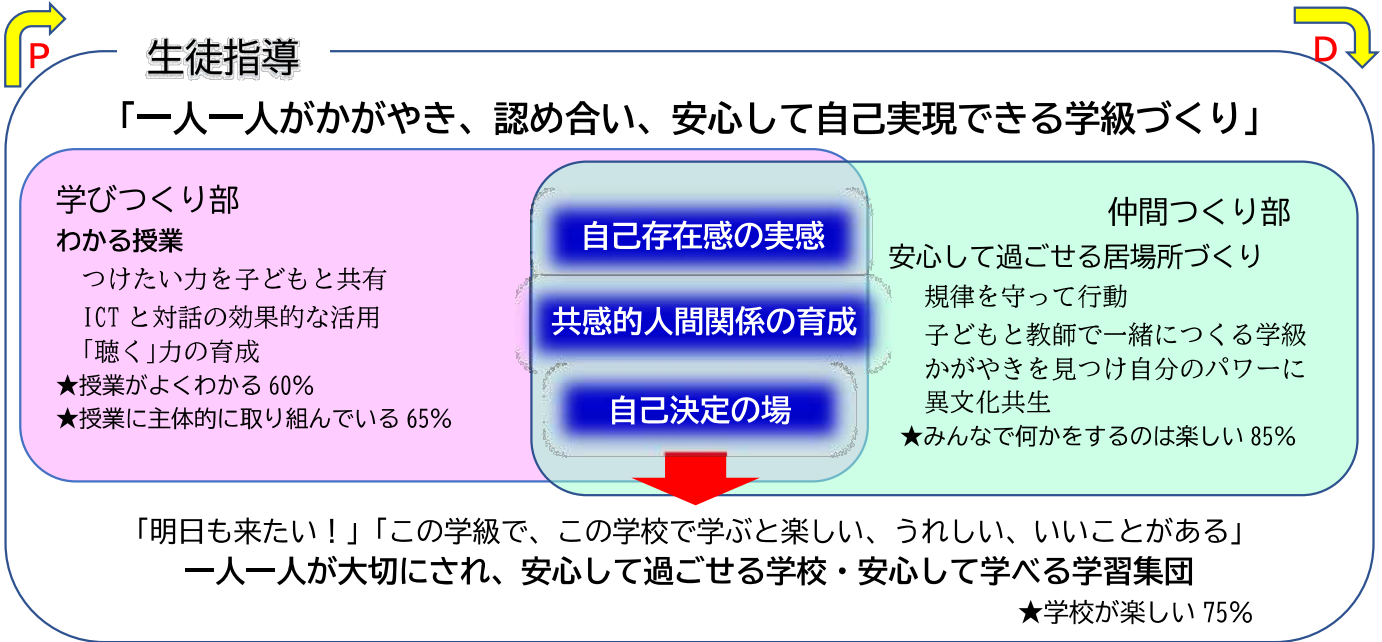 P
D
生徒指導
「一人一人がかがやき、認め合い、安心して自己実現できる学級づくり」
学びつくり部
わかる授業
つけたい力を子どもと共有
ICTと対話の効果的な活用
「聴く」力の育成
★授業がよくわかる60%
★授業に主体的に取り組んでいる65%
自己存在感の実感
共感的人間関係の育成
自己決定の場
仲間つくり部
安心して過ごせる居場所づくり
規律を守って行動
子どもと教師で一緒につくる学級
かがやきを見つけ自分のパワーに
異文化共生
★みんなで何かをするのは楽しい85%
「明日も来たい！」「この学級で、この学校で学ぶと楽しい、うれしい、いいことがある」
一人一人が大切にされ、安心して過ごせる学校・安心して学べる学習集団
★学校が楽しい75%